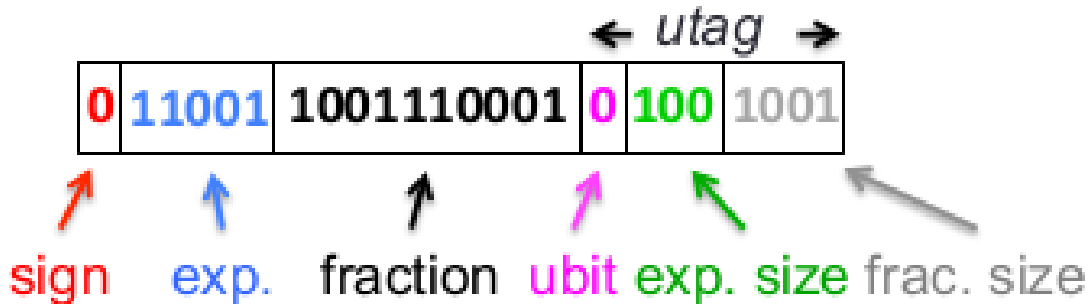 utag
0 11001 1001110001 0 100 1001
sign exp. fraction ubit exp. size frac. size